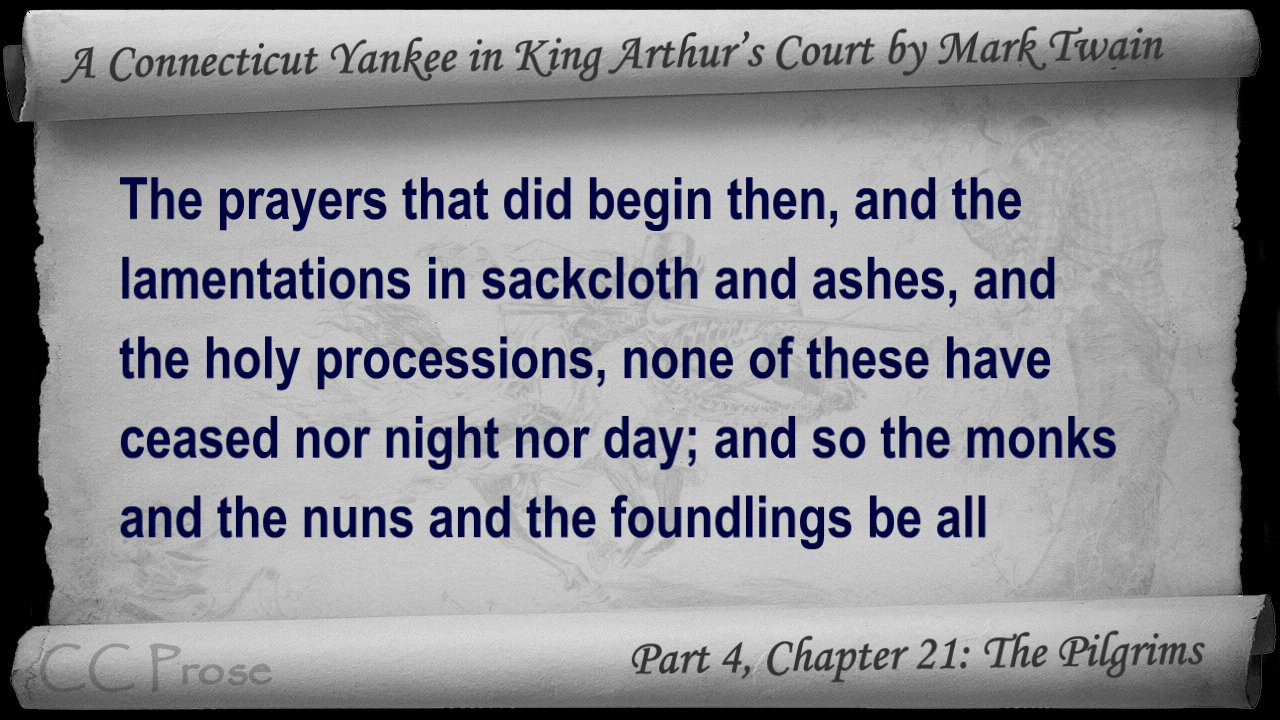 A Connecticut Yankee in King Arthur's Court by Mark Twain
The prayers that did begin then, and the
lamentations in sackcloth and ashes, and
the holy processions, none of these have
ceased nor night nor day; and so the monks
and the nuns and the foundlings be all
CC Prose
Part 4, Chapter 21: The Pilgrims